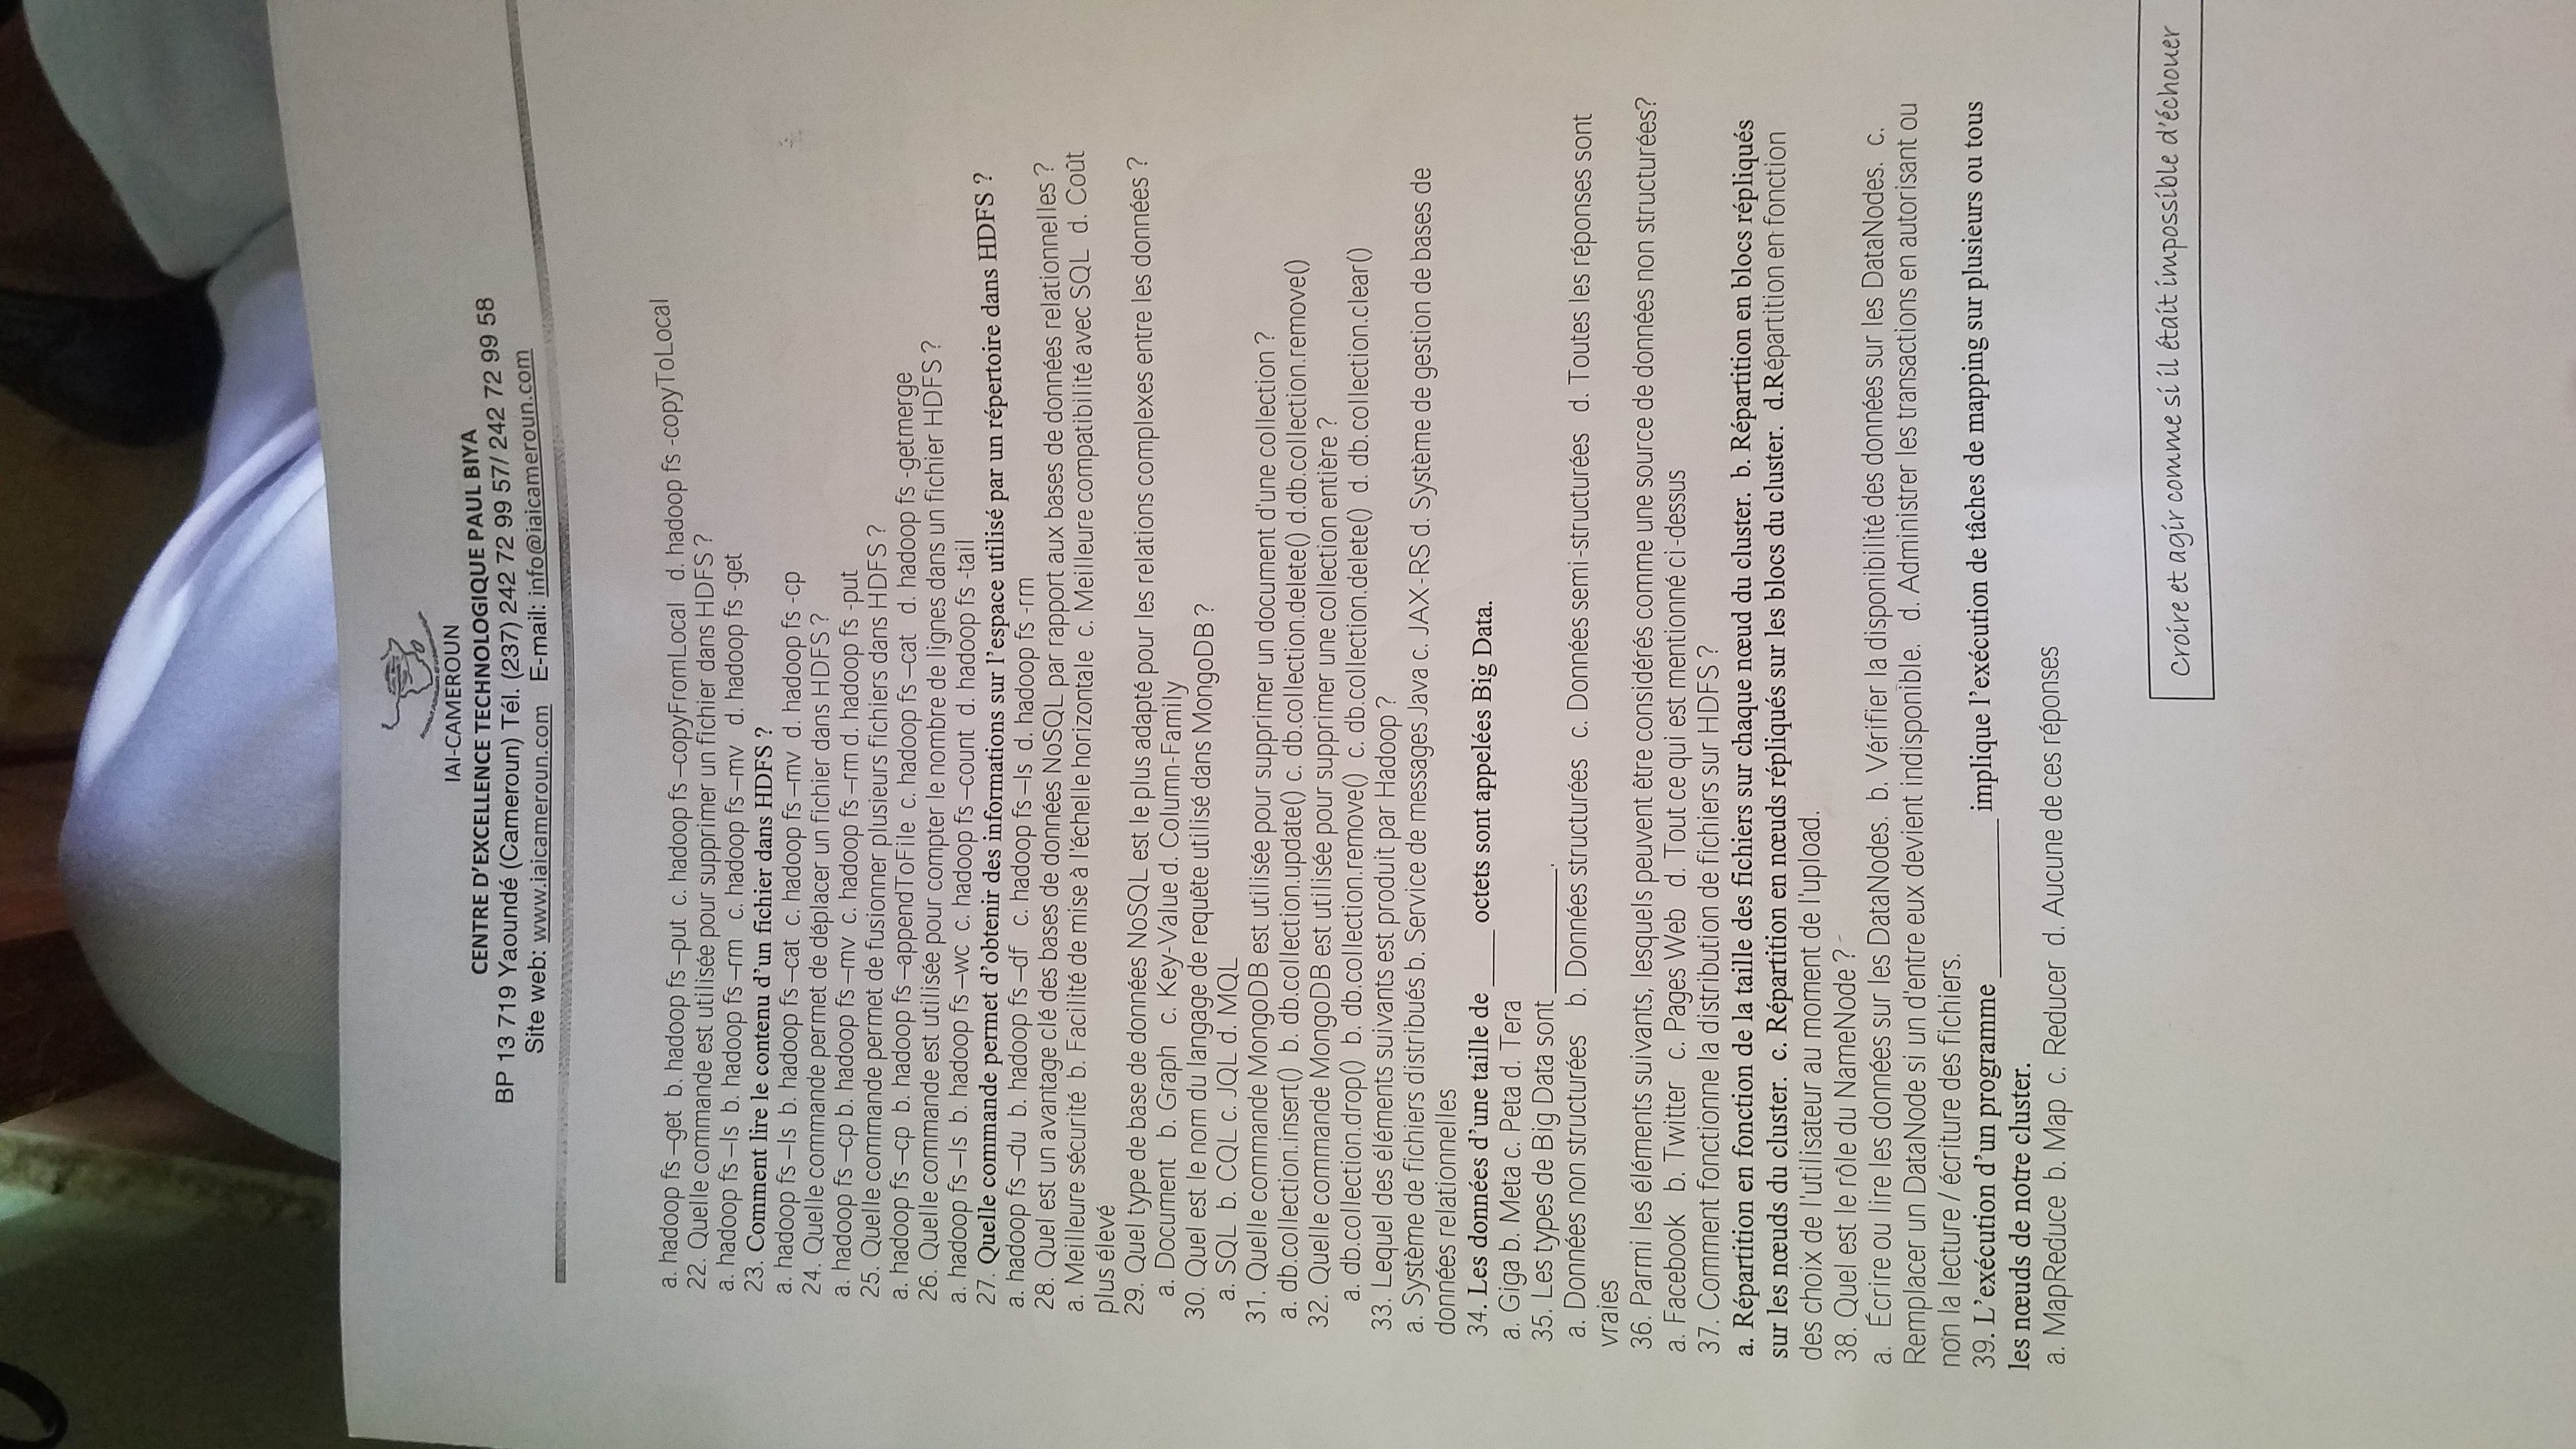 IAI-CAMEROUN
CENTRE D'EXCELLENCE TECHNOLOGIQUE PAUL BIYA
BP 13 719 Yaoundé (Cameroun) Tél. (237) 242 72 99 57/ 242 72 99 58
Site web: www.iaicameroun.com E-mail: info@iaicameroun.com
a. hadoop fs –get b. hadoop fs –put c. hadoop fs –copyFromLocal d. hadoop fs -copyToLocal
22. Quelle commande est utilisée pour supprimer un fichier dans HDFS ?
a. hadoop fs –ls b. hadoop fs –rm c. hadoop fs –mv d. hadoop fs -get
23. Comment lire le contenu d'un fichier dans HDFS ?
a. hadoop fs –ls b. hadoop fs –cat c. hadoop fs –mv d. hadoop fs -cp
24. Quelle commande permet de déplacer un fichier dans HDFS ?
a. hadoop fs –cp b. hadoop fs –mv c. hadoop fs –rm d. hadoop fs -put
25. Quelle commande permet de fusionner plusieurs fichiers dans HDFS ?
a. hadoop fs –cp b. hadoop fs –appendToFile c. hadoop fs –cat d. hadoop fs -getmerge
26. Quelle commande est utilisée pour compter le nombre de lignes dans un fichier HDFS ?
a. hadoop fs –ls b. hadoop fs –wc c. hadoop fs –count d. hadoop fs -tail
27. Quelle commande permet d'obtenir des informations sur l'espace utilisé par un répertoire dans HDFS ?
a. hadoop fs –du b. hadoop fs –df c. hadoop fs –ls d. hadoop fs -rm
28. Quel est un avantage clé des bases de données NoSQL par rapport aux bases de données relationnelles ?
a. Meilleure sécurité b. Facilité de mise à l'échelle horizontale c. Meilleure compatibilité avec SQL d. Coût
plus élevé
29. Quel type de base de données NoSQL est le plus adapté pour les relations complexes entre les données ?
a. Document b. Graph c. Key-Value d. Column-Family
30. Quel est le nom du langage de requête utilisé dans MongoDB ?
a. SQL b. CQL c. JQL d. MQL
31. Quelle commande MongoDB est utilisée pour supprimer un document d'une collection ?
a. db.collection.insert() b. db.collection.update() c. db.collection.delete() d.db.collection.remove()
32. Quelle commande MongoDB est utilisée pour supprimer une collection entière ?
a. db.collection.drop() b. db.collection.remove() c. db.collection.delete() d. db.collection.clear()
33. Lequel des éléments suivants est produit par Hadoop ?
a. Système de fichiers distribués b. Service de messages Java c. JAX-RS d. Système de gestion de bases de
données relationnelles
34. Les données d'une taille de ____ octets sont appelées Big Data.
a. Giga b. Meta c. Peta d. Tera
35. Les types de Big Data sont _________.
a. Données non structurées b. Données structurées c. Données semi-structurées d. Toutes les réponses sont
vraies
36. Parmi les éléments suivants, lesquels peuvent être considérés comme une source de données non structurées?
a. Facebook b. Twitter c. Pages Web d. Tout ce qui est mentionné ci-dessus
37. Comment fonctionne la distribution de fichiers sur HDFS ?
a. Répartition en fonction de la taille des fichiers sur chaque nœud du cluster. b. Répartition en blocs répliqués
sur les nœuds du cluster. c. Répartition en nœuds répliqués sur les blocs du cluster. d.Répartition en fonction
des choix de l'utilisateur au moment de l'upload.
38. Quel est le rôle du NameNode ?
a. Écrire ou lire les données sur les DataNodes. b. Vérifier la disponibilité des données sur les DataNodes. c.
Remplacer un DataNode si un d'entre eux devient indisponible. d. Administrer les transactions en autorisant ou
non la lecture / écriture des fichiers.
39. L'exécution d'un programme ___________ implique l'exécution de tâches de mapping sur plusieurs ou tous
les nœuds de notre cluster.
a. MapReduce b. Map c. Reducer d. Aucune de ces réponses
Croire et agir comme si il était impossible d'échouer